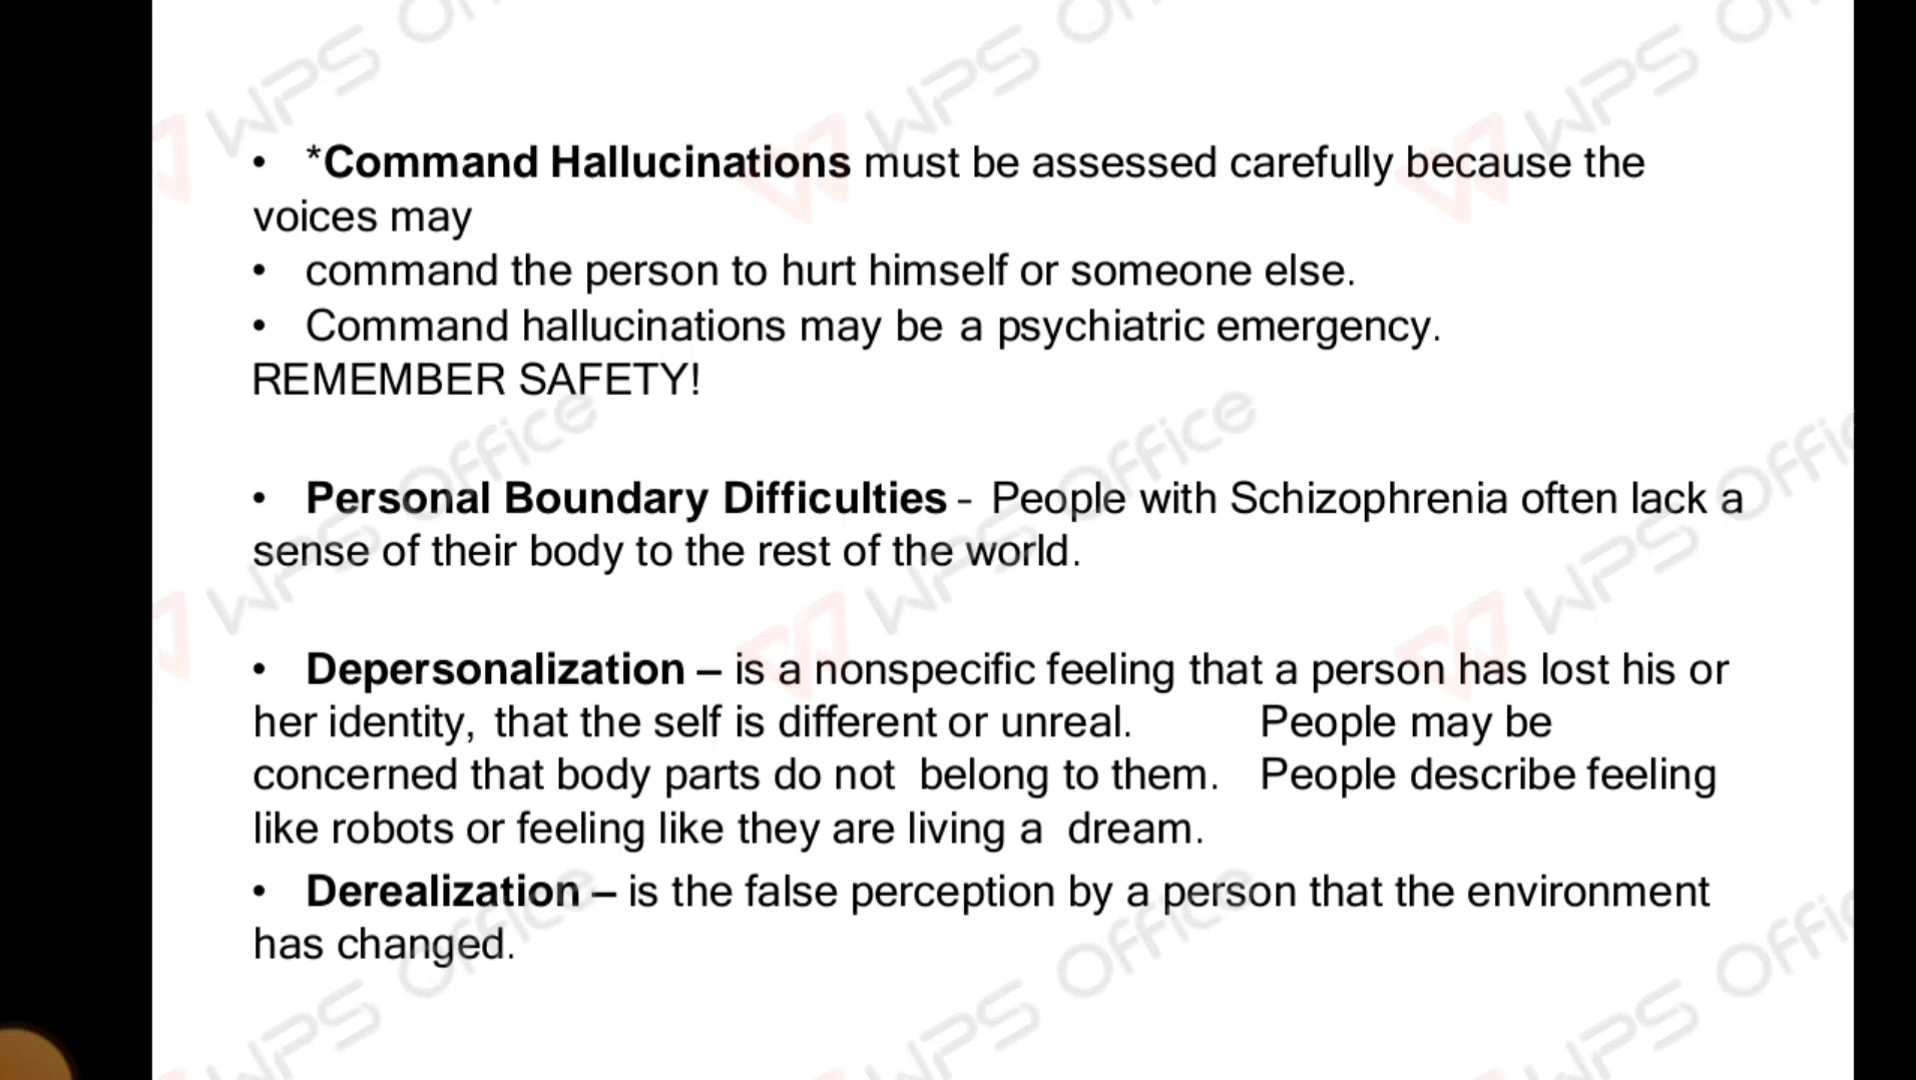 • *Command Hallucinations must be assessed carefully because the
voices may
• command the person to hurt himself or someone else.
• Command hallucinations may be a psychiatric emergency.
REMEMBER SAFETY!
• Personal Boundary Difficulties - People with Schizophrenia often lack a
sense of their body to the rest of the world.
• Depersonalization – is a nonspecific feeling that a person has lost his or
her identity, that the self is different or unreal. People may be
concerned that body parts do not belong to them. People describe feeling
like robots or feeling like they are living a dream.
• Derealization – is the false perception by a person that the environment
has changed.
WPS Office